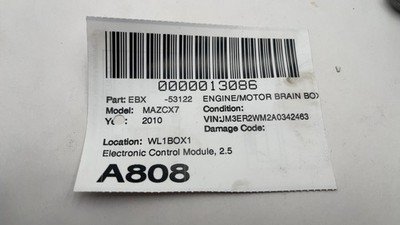 0000013086
Part: EBX -53122 ENGINE/MOTOR BRAIN BOX
Model: MAZCX7 Condition:
2010 VIN:JM3ER2WM2A0342463
Damage Code:
Location: WL1BOX1
Electronic Control Module, 2.5
A808